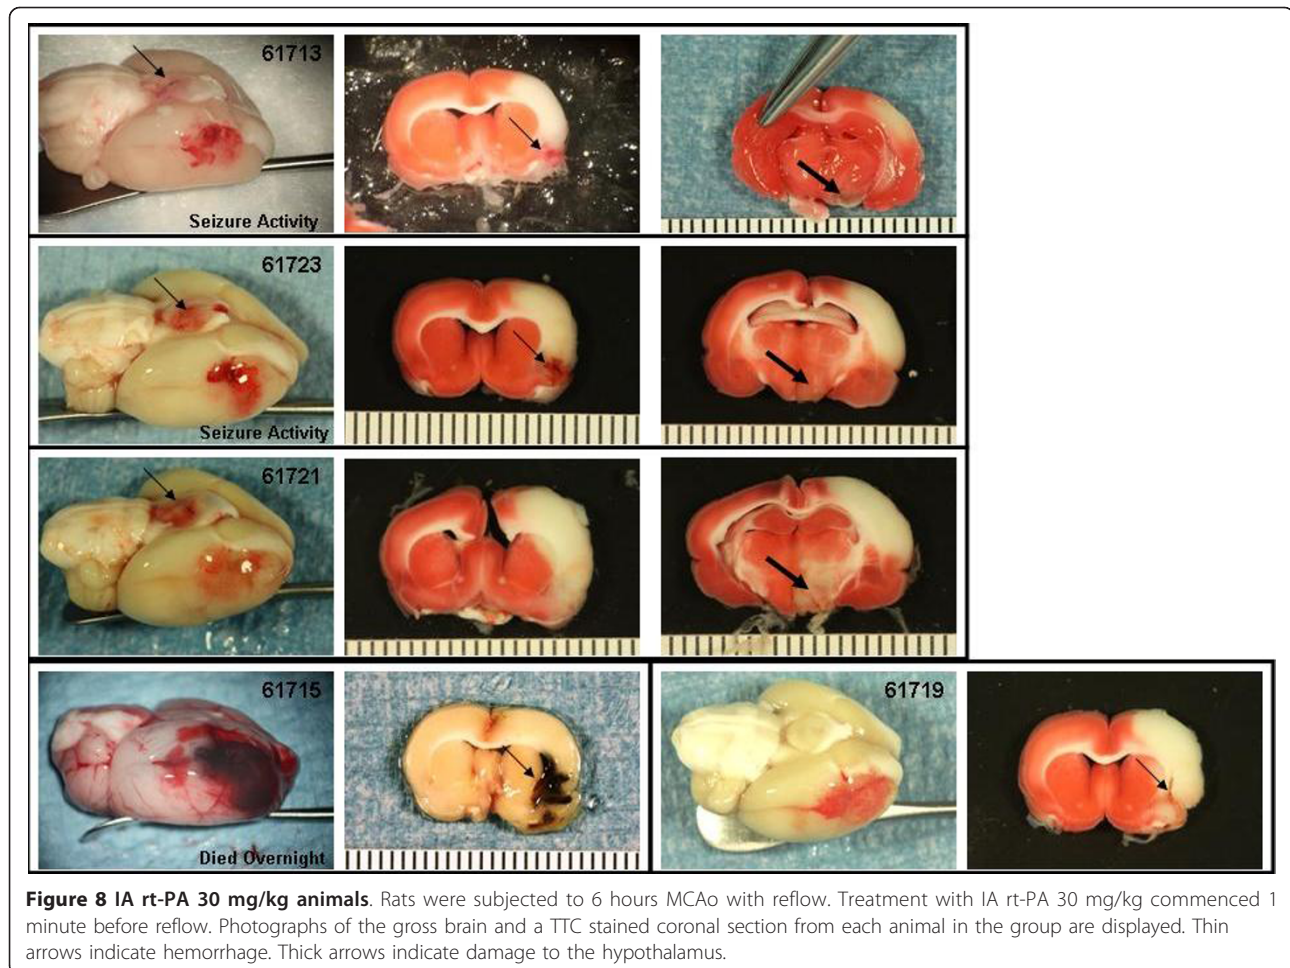 61713
Seizure Activity
61723
Seizure Activity
61721
61715
Died Overnight
61719
Figure 8 IA rt-PA 30 mg/kg animals. Rats were subjected to 6 hours MCAo with reflow. Treatment with IA rt-PA 30 mg/kg commenced 1
minute before reflow. Photographs of the gross brain and a TTC stained coronal section from each animal in the group are displayed. Thin
arrows indicate hemorrhage. Thick arrows indicate damage to the hypothalamus.